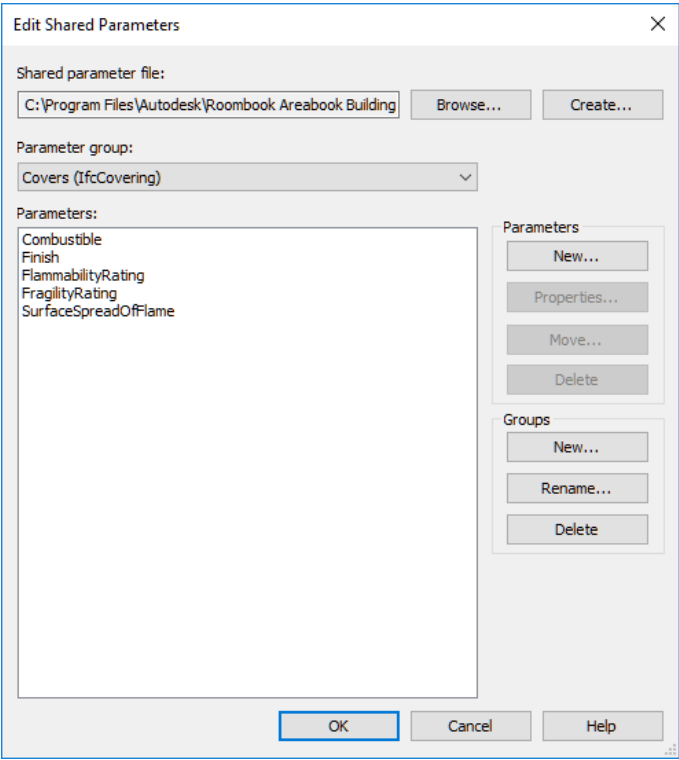 Edit Shared Parameters
Shared parameter file:
C:\Program Files\Autodesk\Roombook Areabook Building
Browse...
Create...
Parameter group:
Covers (IfcCovering)
Parameters:
Combustible
Finish
FlammabilityRating
FragilityRating
SurfaceSpreadOfFlame
Parameters
New...
Properties...
Move...
Delete
Groups
New...
Rename...
Delete
OK
Cancel
Help